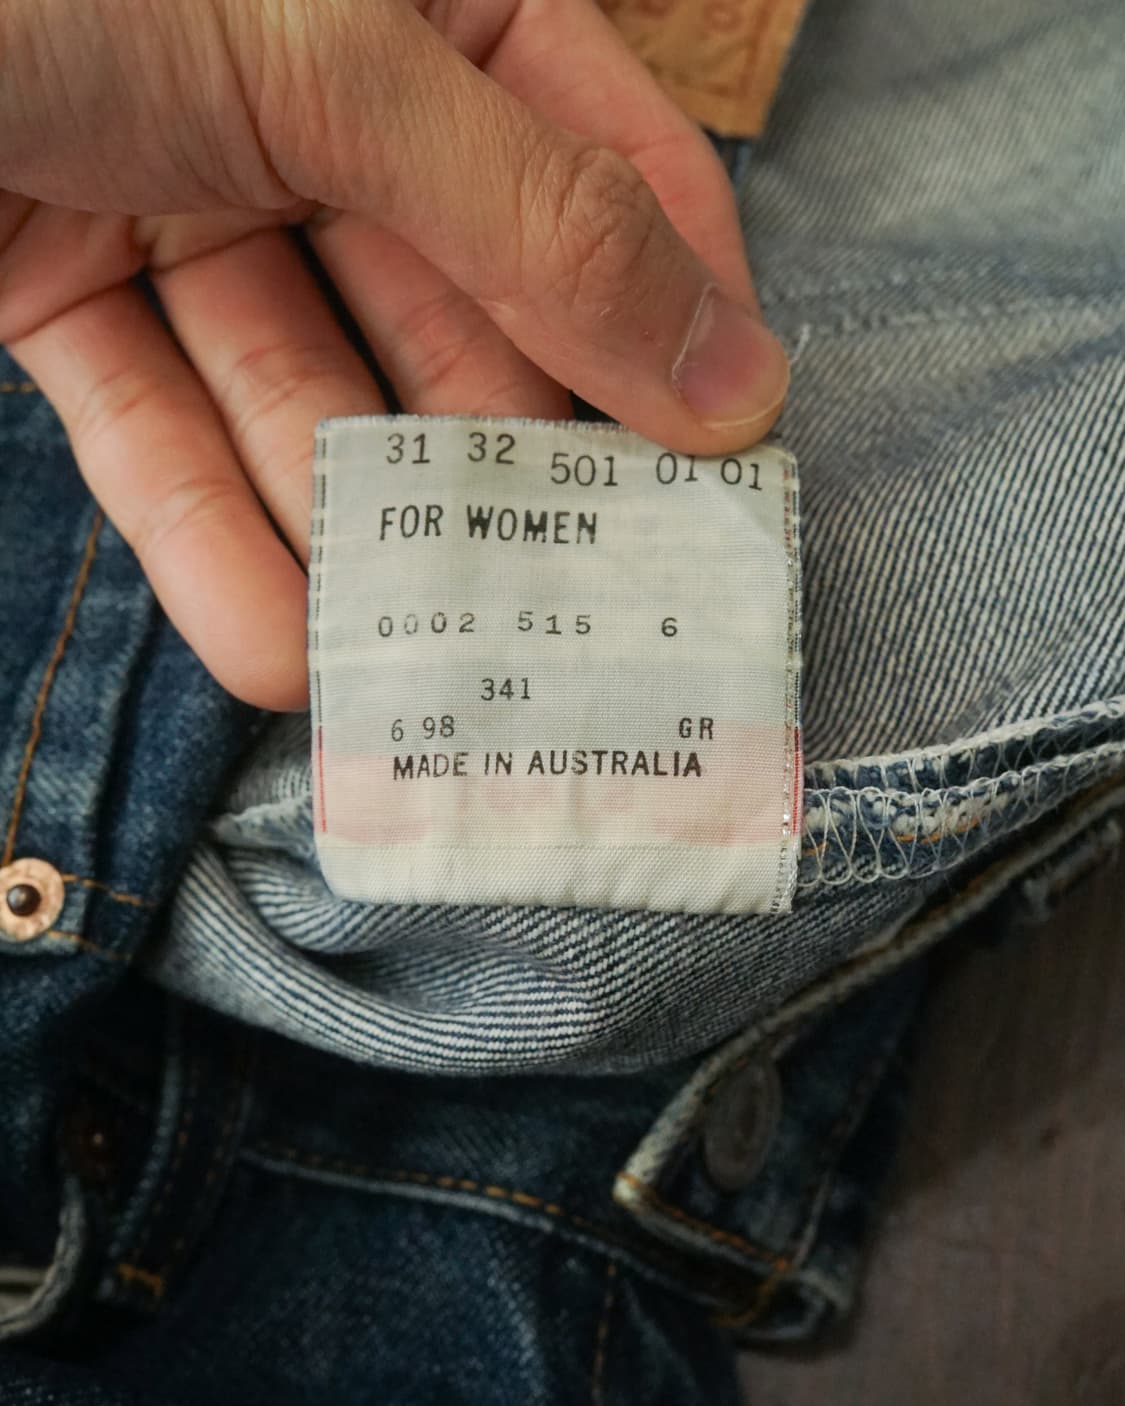 31 32 501 01 01
FOR WOMEN
0002 515 6
341
6 98 GR
MADE IN AUSTRALIA